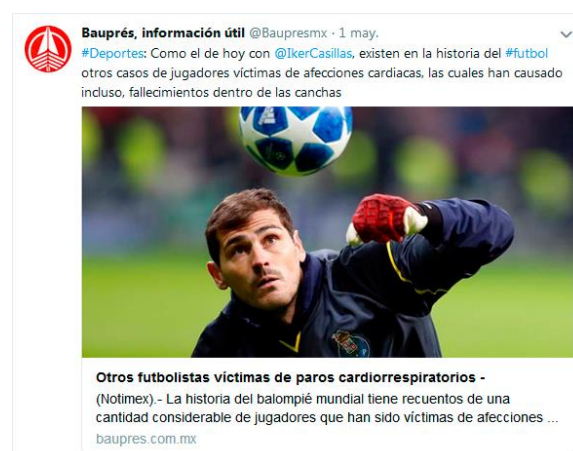 Bauprés, información útil @Baupresmx · 1 may.
#Deportes: Como el de hoy con @IkerCasillas, existen en la historia del #futbol
otros casos de jugadores víctimas de afecciones cardiacas, las cuales han causado
incluso, fallecimientos dentro de las canchas
Otros futbolistas víctimas de paros cardiorrespiratorios -
(Notimex).- La historia del balompié mundial tiene recuentos de una
cantidad considerable de jugadores que han sido víctimas de afecciones ...
baupres.com.mx